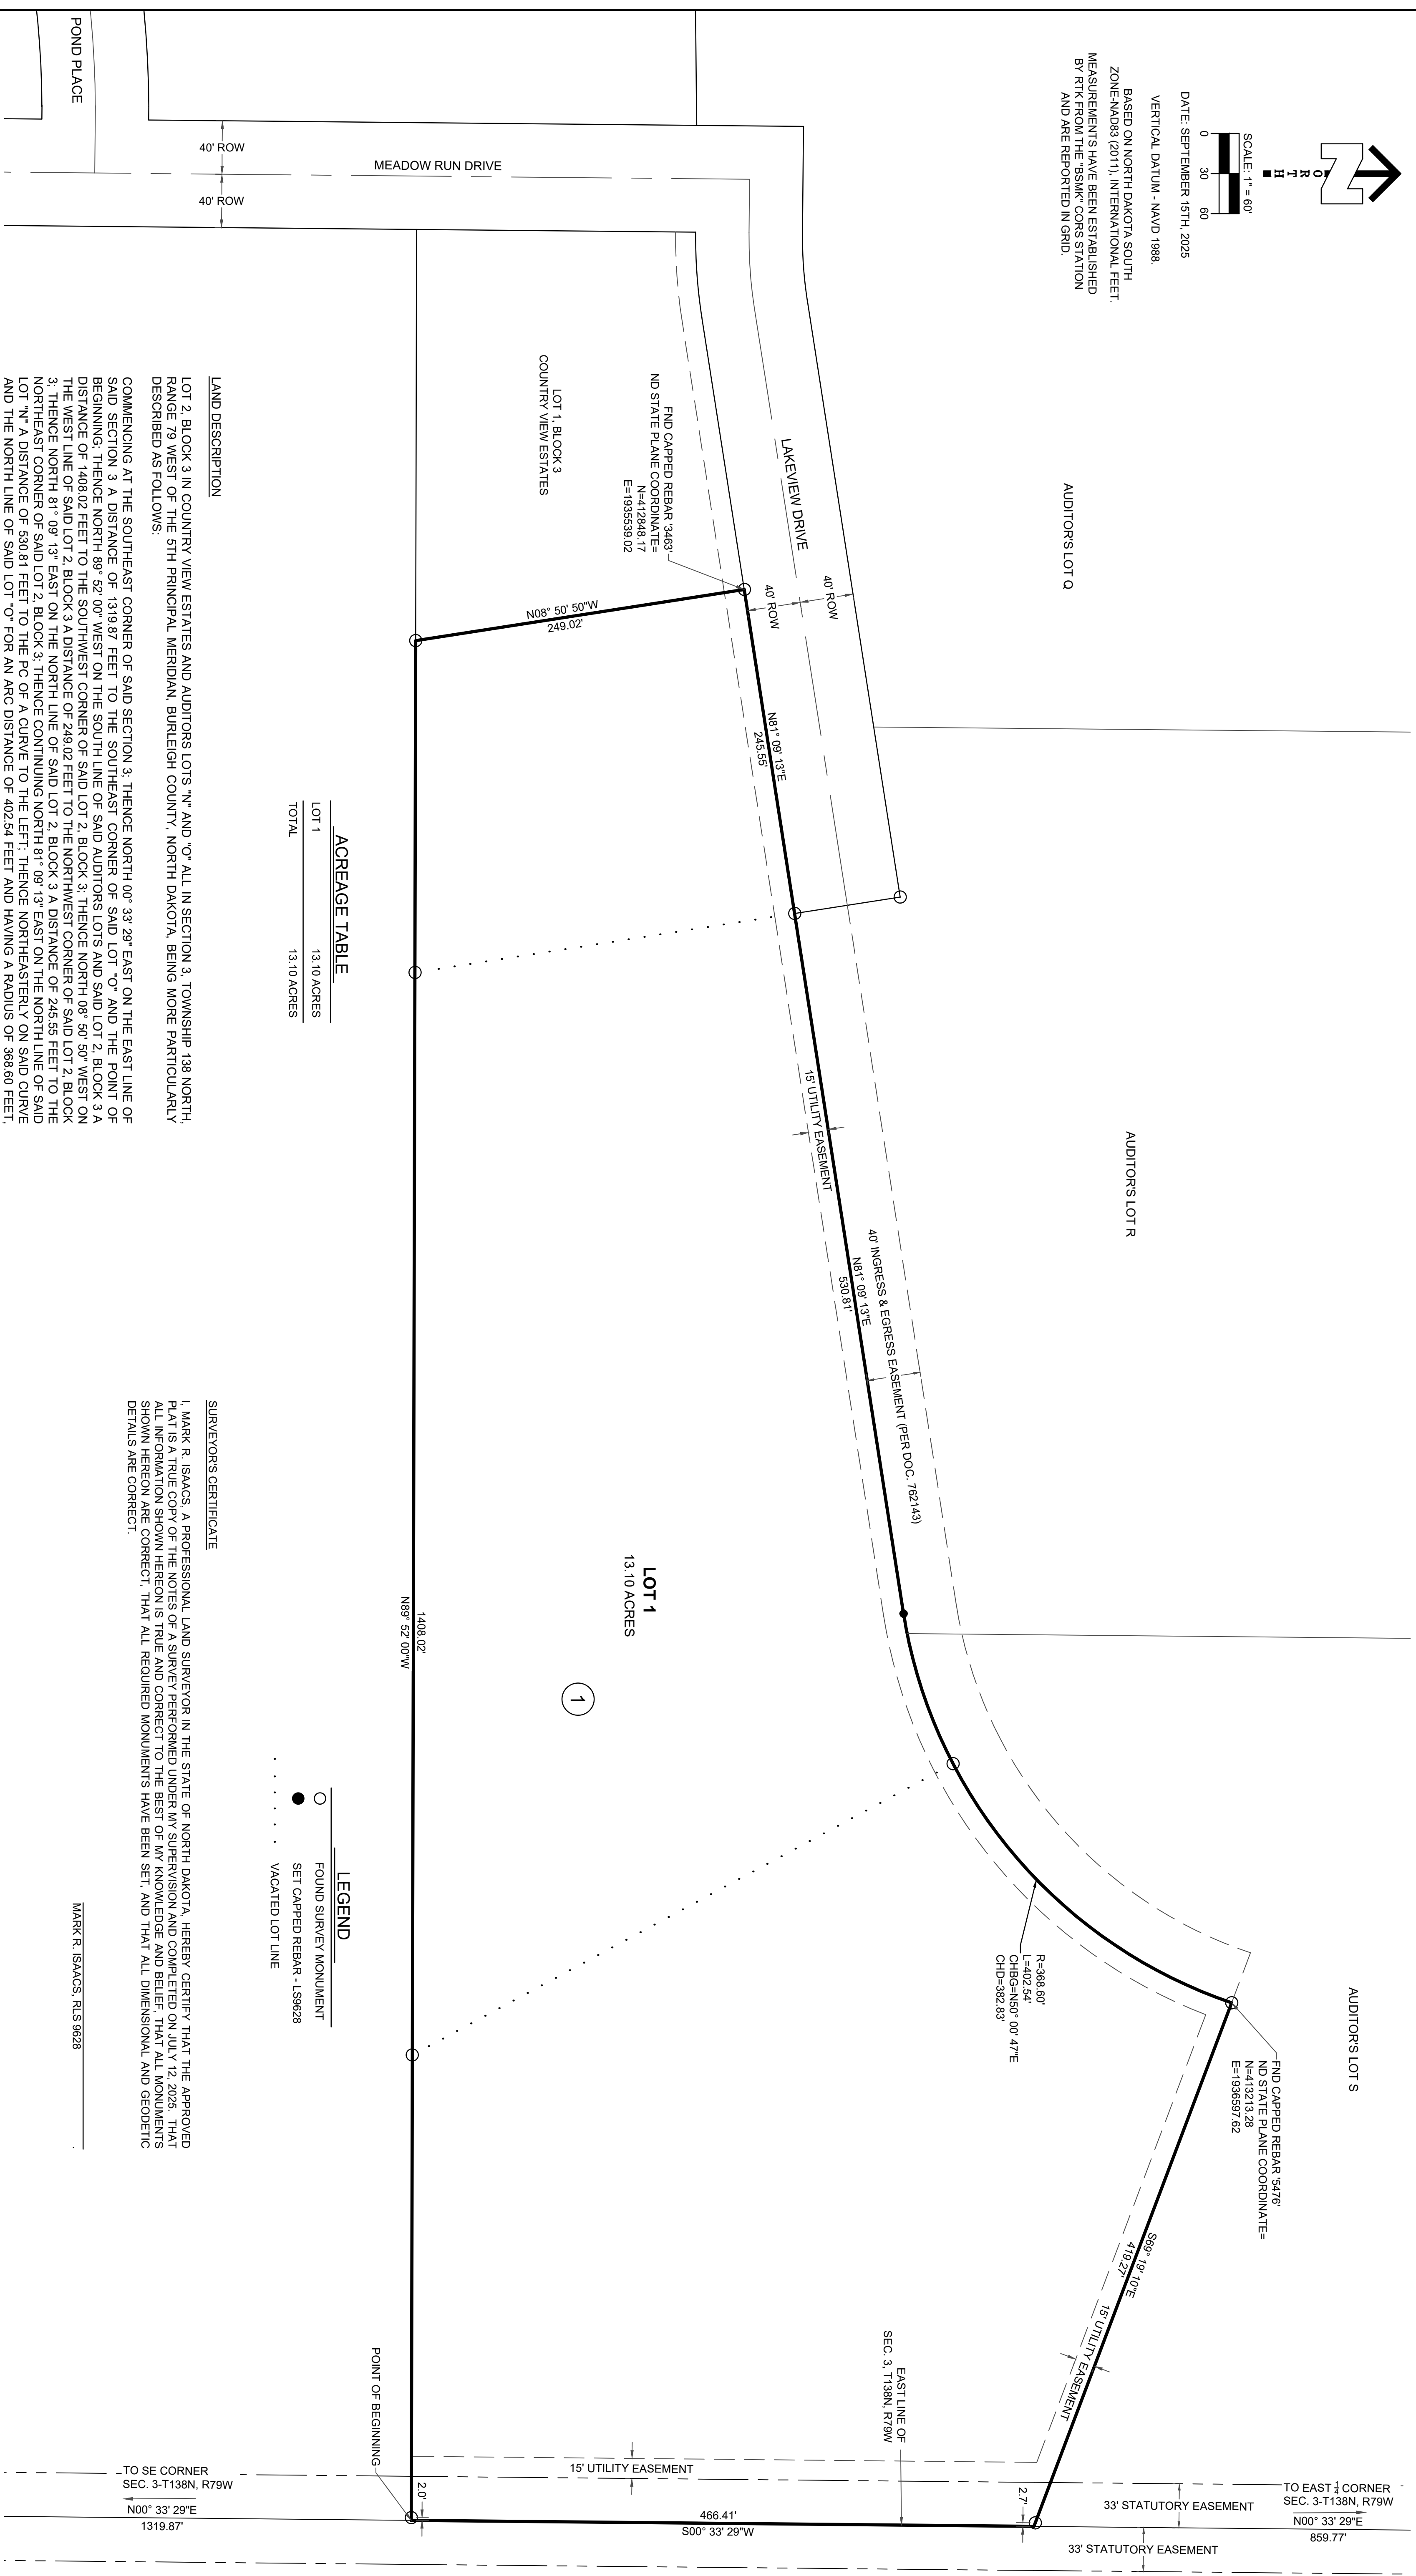 NORTH
SCALE: 1" = 60'
0 30 60
DATE: SEPTEMBER 15TH, 2025
VERTICAL DATUM - NAVD 1988.
BASED ON NORTH DAKOTA SOUTH
ZONE-NAD83 (2011), INTERNATIONAL FEET.
MEASUREMENTS HAVE BEEN ESTABLISHED
BY RTK FROM THE "BSMK" CORS STATION
AND ARE REPORTED IN GRID.
POND PLACE
40' ROW
40' ROW
MEADOW RUN DRIVE
AUDITOR'S LOT Q
AUDITOR'S LOT R
AUDITOR'S LOT S
LAKEVIEW DRIVE
40' ROW
40' ROW
FND CAPPED REBAR '3463'
ND STATE PLANE COORDINATE=
N=412848.17
E=1935539.02
LOT 1, BLOCK 3
COUNTRY VIEW ESTATES
N08° 50' 50"W
249.02'
N81° 09' 13"E
245.55'
15' UTILITY EASEMENT
40' INGRESS & EGRESS EASEMENT (PER DOC. 762143)
N81° 09' 13"E
530.81'
R=368.60'
L=402.54'
CHBG=N50° 00' 47"E
CHD=382.83'
FND CAPPED REBAR '5476'
ND STATE PLANE COORDINATE=
N=413213.28
E=1936597.62
S69° 19' 10"E
419.27'
15' UTILITY EASEMENT
LOT 1
13.10 ACRES
1
1408.02'
N89° 52' 00"W
EAST LINE OF
SEC. 3, T138N, R79W
POINT OF BEGINNING
2.0'
2.7'
15' UTILITY EASEMENT
466.41'
S00° 33' 29"W
TO SE CORNER
SEC. 3-T138N, R79W
N00° 33' 29"E
1319.87'
TO EAST 1/4 CORNER
SEC. 3-T138N, R79W
N00° 33' 29"E
859.77'
33' STATUTORY EASEMENT
33' STATUTORY EASEMENT
ACREAGE TABLE
LOT 1 13.10 ACRES
TOTAL 13.10 ACRES
LEGEND
FOUND SURVEY MONUMENT
SET CAPPED REBAR - LS9628
VACATED LOT LINE
LAND DESCRIPTION
LOT 2, BLOCK 3 IN COUNTRY VIEW ESTATES AND AUDITORS LOTS "N" AND "O" ALL IN SECTION 3, TOWNSHIP 138 NORTH,
RANGE 79 WEST OF THE 5TH PRINCIPAL MERIDIAN, BURLEIGH COUNTY, NORTH DAKOTA, BEING MORE PARTICULARLY
DESCRIBED AS FOLLOWS:
COMMENCING AT THE SOUTHEAST CORNER OF SAID SECTION 3; THENCE NORTH 00° 33' 29" EAST ON THE EAST LINE OF
SAID SECTION 3 A DISTANCE OF 1319.87 FEET TO THE SOUTHEAST CORNER OF SAID LOT "O" AND THE POINT OF
BEGINNING; THENCE NORTH 89° 52' 00" WEST ON THE SOUTH LINE OF SAID AUDITORS LOTS AND SAID LOT 2, BLOCK 3 A
DISTANCE OF 1408.02 FEET TO THE SOUTHWEST CORNER OF SAID LOT 2, BLOCK 3; THENCE NORTH 08° 50' 50" WEST ON
THE WEST LINE OF SAID LOT 2, BLOCK 3 A DISTANCE OF 249.02 FEET TO THE NORTHWEST CORNER OF SAID LOT 2, BLOCK
3; THENCE NORTH 81° 09' 13" EAST ON THE NORTH LINE OF SAID LOT 2, BLOCK 3 A DISTANCE OF 245.55 FEET TO THE
NORTHEAST CORNER OF SAID LOT 2, BLOCK 3; THENCE CONTINUING NORTH 81° 09' 13" EAST ON THE NORTH LINE OF SAID
LOT "N" A DISTANCE OF 530.81 FEET TO THE PC OF A CURVE TO THE LEFT; THENCE NORTHEASTERLY ON SAID CURVE
AND THE NORTH LINE OF SAID LOT "O" FOR AN ARC DISTANCE OF 402.54 FEET AND HAVING A RADIUS OF 368.60 FEET,
SURVEYOR'S CERTIFICATE
I, MARK R. ISAACS, A PROFESSIONAL LAND SURVEYOR IN THE STATE OF NORTH DAKOTA, HEREBY CERTIFY THAT THE APPROVED
PLAT IS A TRUE COPY OF THE NOTES OF A SURVEY PERFORMED UNDER MY SUPERVISION AND COMPLETED ON JULY 12, 2025. THAT
ALL INFORMATION SHOWN HEREON IS TRUE AND CORRECT TO THE BEST OF MY KNOWLEDGE AND BELIEF, THAT ALL MONUMENTS
SHOWN HEREON ARE CORRECT, THAT ALL REQUIRED MONUMENTS HAVE BEEN SET, AND THAT ALL DIMENSIONAL AND GEODETIC
DETAILS ARE CORRECT.
MARK R. ISAACS, RLS 9628